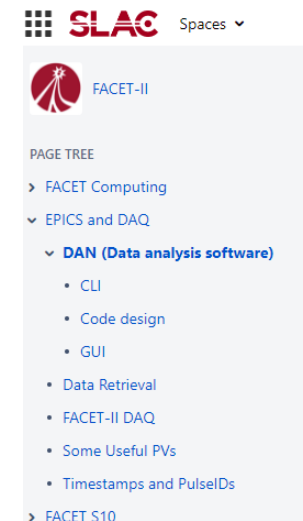 SLAC Spaces
FACET-II
PAGE TREE
FACET Computing
EPICS and DAQ
DAN (Data analysis software)
CLI
Code design
GUI
Data Retrieval
FACET-II DAQ
Some Useful PVs
Timestamps and PulseIDs
FACET S10